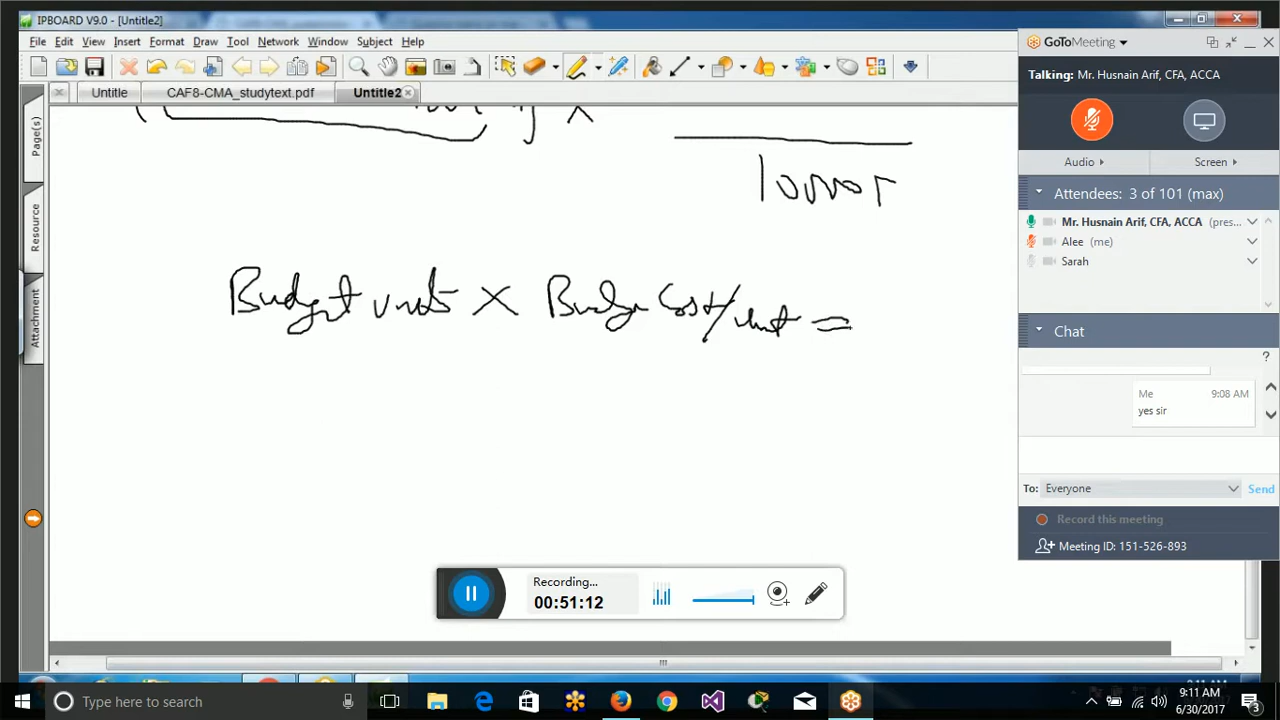 IPBOARD V9.0 - [Untitle2]
File Edit View Insert Format Draw Tool Network Window Subject Help
Untitle CAF8-CMA_studytext.pdf Untitle2
Page(s)
Resource
Attachment
Budget units X Budge Cost/unit =
GoToMeeting
Talking: Mr. Husnain Arif, CFA, ACCA
Audio Screen
Attendees: 3 of 101 (max)
Mr. Husnain Arif, CFA, ACCA (pres...
Alee (me)
Sarah
Chat
?
Me 9:08 AM
yes sir
To: Everyone Send
Record this meeting
Meeting ID: 151-526-893
Recording...
00:51:12
Type here to search
9:11 AM
6/30/2017
3